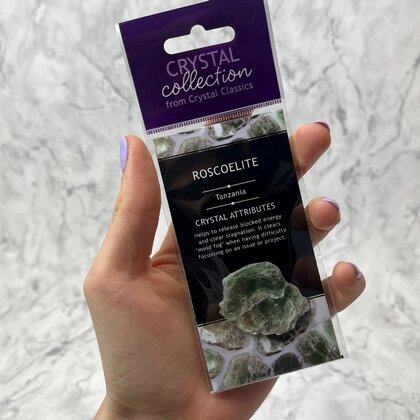 CRYSTAL
collection
from Crystal Classics
ROSCOELITE
Tanzania
CRYSTAL ATTRIBUTES
Helps to release blocked energy
and clear stagnation. It clears
'mind fog' when having difficulty
focussing on an issue or project.